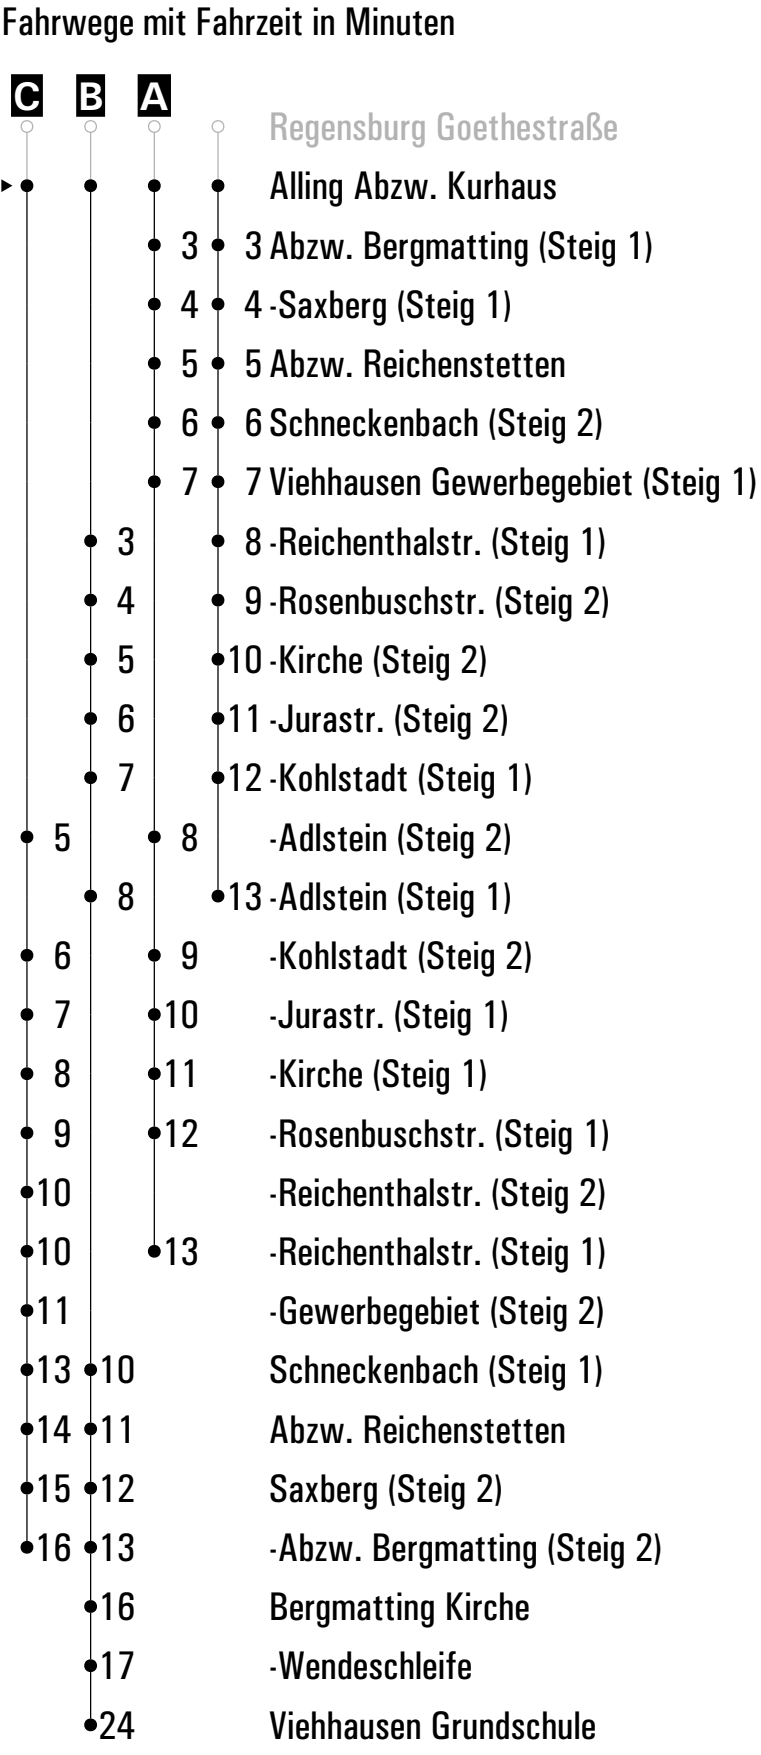 Fahrwege mit Fahrzeit in Minuten
C B A
Regensburg Goethestraße
Alling Abzw. Kurhaus
3 3 Abzw. Bergmatting (Steig 1)
4 4 -Saxberg (Steig 1)
5 5 Abzw. Reichenstetten
6 6 Schneckenbach (Steig 2)
7 7 Viehhausen Gewerbegebiet (Steig 1)
3 8 -Reichenthalstr. (Steig 1)
4 9 -Rosenbuschstr. (Steig 2)
5 10 -Kirche (Steig 2)
6 11 -Jurastr. (Steig 2)
7 12 -Kohlstadt (Steig 1)
5 8 -Adlstein (Steig 2)
8 13 -Adlstein (Steig 1)
6 9 -Kohlstadt (Steig 2)
7 10 -Jurastr. (Steig 1)
8 11 -Kirche (Steig 1)
9 12 -Rosenbuschstr. (Steig 1)
10 -Reichenthalstr. (Steig 2)
10 13 -Reichenthalstr. (Steig 1)
11 -Gewerbegebiet (Steig 2)
13 10 Schneckenbach (Steig 1)
14 11 Abzw. Reichenstetten
15 12 Saxberg (Steig 2)
16 13 -Abzw. Bergmatting (Steig 2)
16 Bergmatting Kirche
17 -Wendeschleife
24 Viehhausen Grundschule